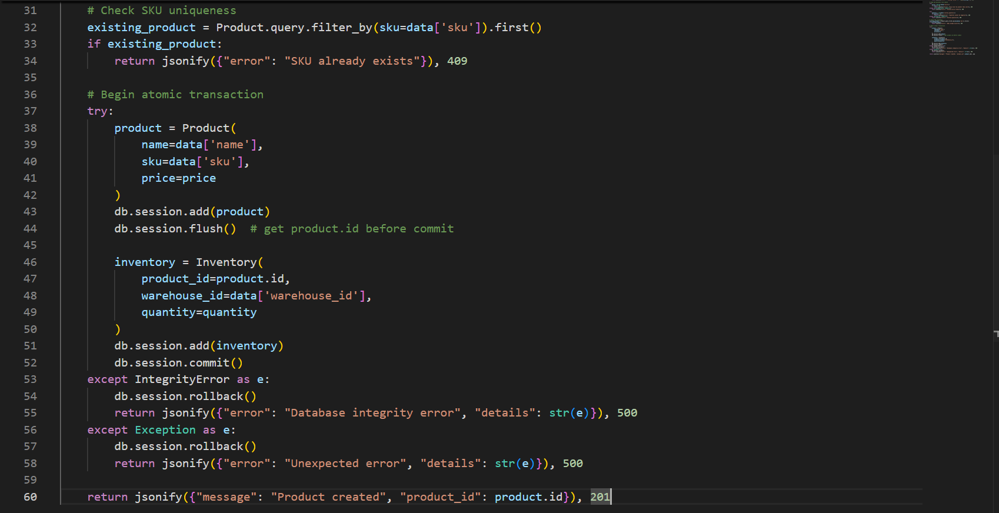 31 # Check SKU uniqueness
32 existing_product = Product.query.filter_by(sku=data['sku']).first()
33 if existing_product:
34     return jsonify({"error": "SKU already exists"}), 409
35
36 # Begin atomic transaction
37 try:
38     product = Product(
39         name=data['name'],
40         sku=data['sku'],
41         price=price
42     )
43     db.session.add(product)
44     db.session.flush()  # get product.id before commit
45
46     inventory = Inventory(
47         product_id=product.id,
48         warehouse_id=data['warehouse_id'],
49         quantity=quantity
50     )
51     db.session.add(inventory)
52     db.session.commit()
53 except IntegrityError as e:
54     db.session.rollback()
55     return jsonify({"error": "Database integrity error", "details": str(e)}), 500
56 except Exception as e:
57     db.session.rollback()
58     return jsonify({"error": "Unexpected error", "details": str(e)}), 500
59
60 return jsonify({"message": "Product created", "product_id": product.id}), 201